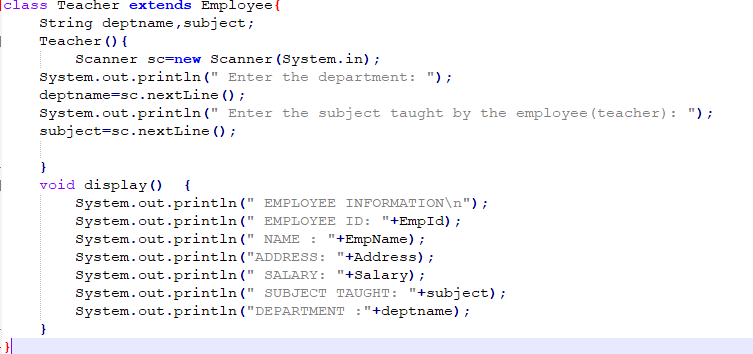 class Teacher extends Employee{
    String deptname,subject;
    Teacher(){
        Scanner sc=new Scanner(System.in);
    System.out.println(" Enter the department: ");
    deptname=sc.nextLine();
    System.out.println(" Enter the subject taught by the employee(teacher): ");
    subject=sc.nextLine();
    }
    void display()  {
        System.out.println(" EMPLOYEE INFORMATION\n");
        System.out.println(" EMPLOYEE ID: "+EmpId);
        System.out.println(" NAME : "+EmpName);
        System.out.println("ADDRESS: "+Address);
        System.out.println(" SALARY: "+Salary);
        System.out.println(" SUBJECT TAUGHT: "+subject);
        System.out.println("DEPARTMENT :"+deptname);
    }
}